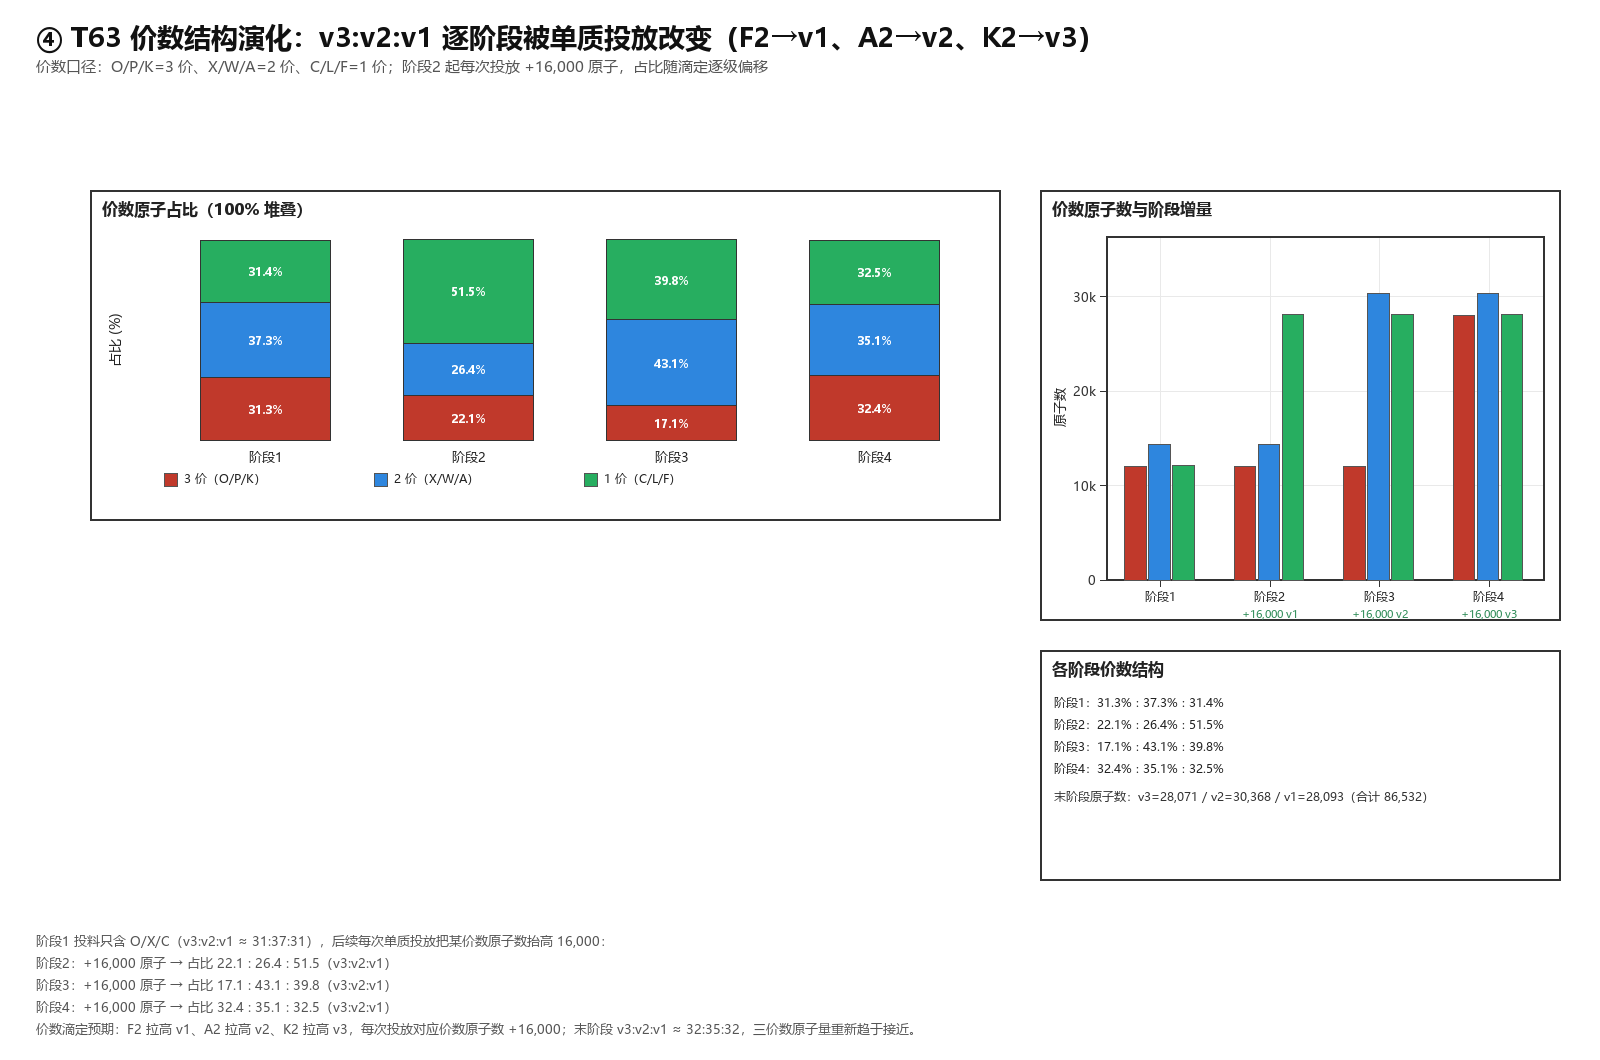 ④ T63 价数结构演化：v3:v2:v1 逐阶段被单质投放改变（F2→v1、A2→v2、K2→v3）
价数口径：O/P/K=3 价、X/W/A=2 价、C/L/F=1 价；阶段2 起每次投放 +16,000 原子，占比随滴定逐级偏移
价数原子占比（100% 堆叠）
占比 (%)
31.4%
37.3%
31.3%
阶段1
51.5%
26.4%
22.1%
阶段2
39.8%
43.1%
17.1%
阶段3
32.5%
35.1%
32.4%
阶段4
3 价（O/P/K）
2 价（X/W/A）
1 价（C/L/F）
价数原子数与阶段增量
原子数
30k
20k
10k
0
阶段1
阶段2
阶段3
阶段4
+16,000 v1
+16,000 v2
+16,000 v3
各阶段价数结构
阶段1：31.3% : 37.3% : 31.4%
阶段2：22.1% : 26.4% : 51.5%
阶段3：17.1% : 43.1% : 39.8%
阶段4：32.4% : 35.1% : 32.5%
末阶段原子数：v3=28,071 / v2=30,368 / v1=28,093（合计 86,532）
阶段1 投料只含 O/X/C（v3:v2:v1 ≈ 31:37:31），后续每次单质投放把某价数原子数抬高 16,000：
阶段2：+16,000 原子 → 占比 22.1 : 26.4 : 51.5（v3:v2:v1）
阶段3：+16,000 原子 → 占比 17.1 : 43.1 : 39.8（v3:v2:v1）
阶段4：+16,000 原子 → 占比 32.4 : 35.1 : 32.5（v3:v2:v1）
价数滴定预期：F2 拉高 v1、A2 拉高 v2、K2 拉高 v3，每次投放对应价数原子数 +16,000；末阶段 v3:v2:v1 ≈ 32:35:32，三价数原子量重新趋于接近。